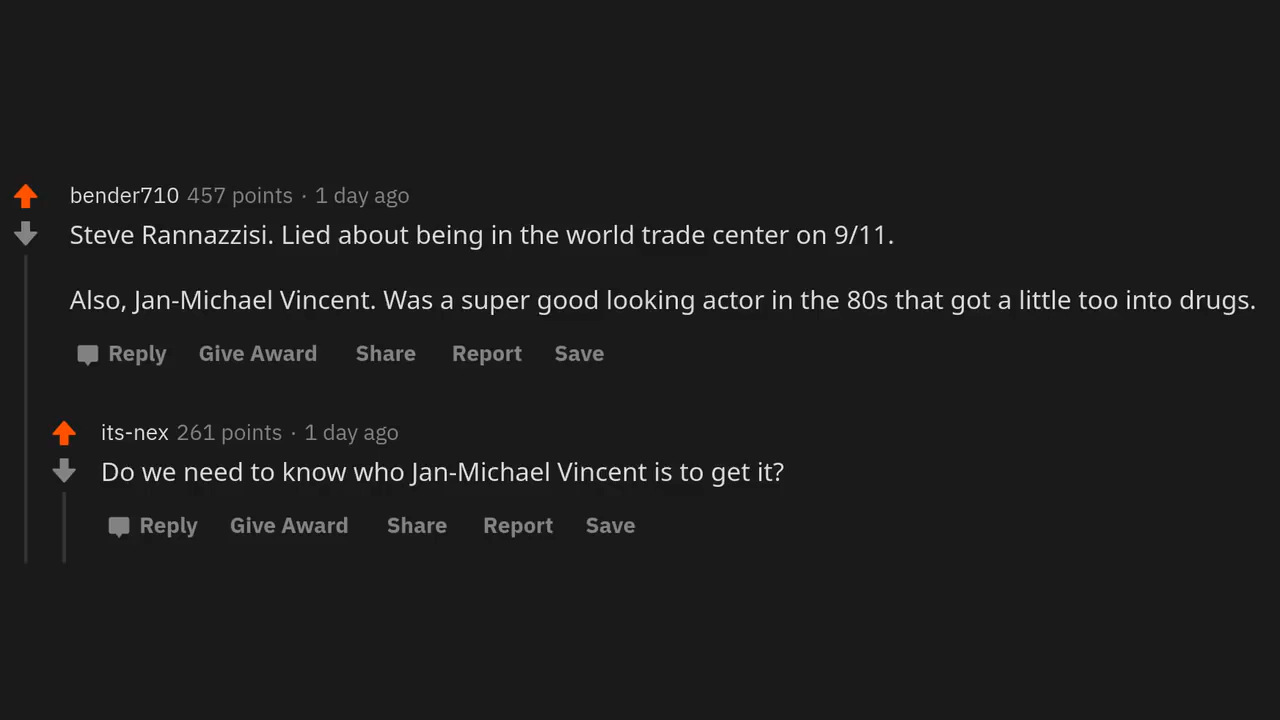 bender710 457 points · 1 day ago
Steve Rannazzisi. Lied about being in the world trade center on 9/11.
Also, Jan-Michael Vincent. Was a super good looking actor in the 80s that got a little too into drugs.
Reply Give Award Share Report Save
its-nex 261 points · 1 day ago
Do we need to know who Jan-Michael Vincent is to get it?
Reply Give Award Share Report Save